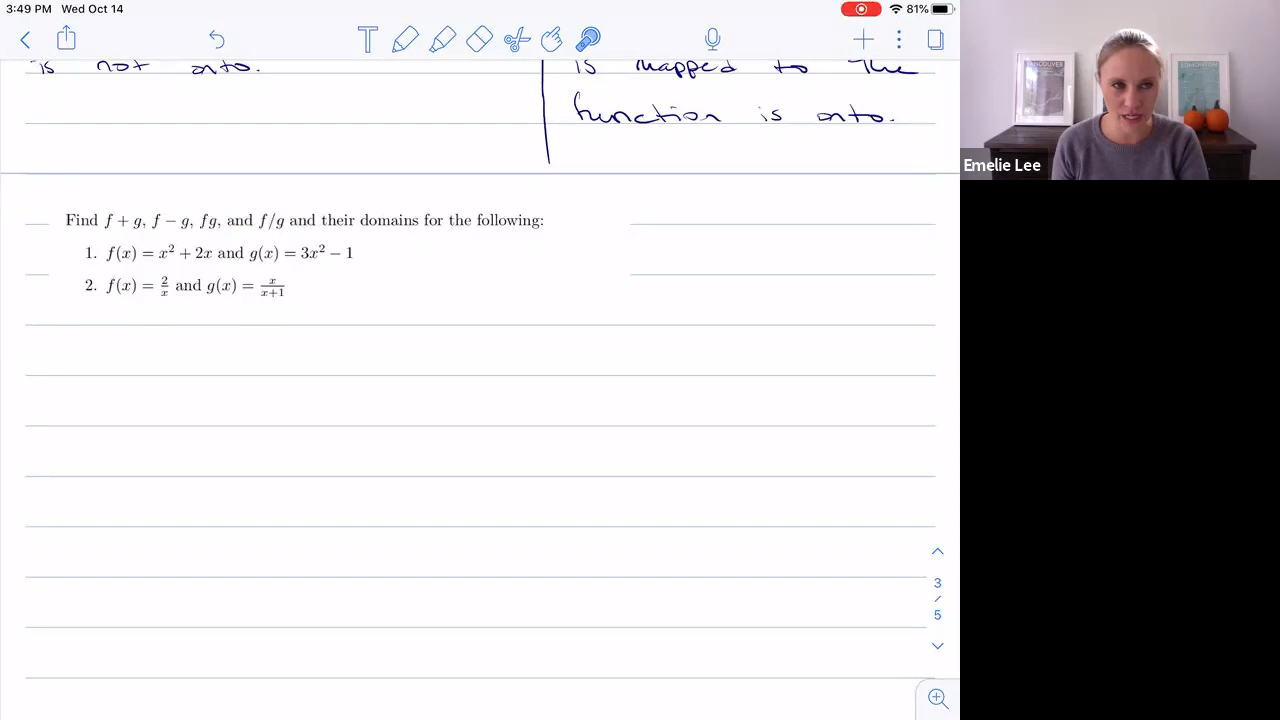 3:49 PM Wed Oct 14
81%
T
is not onto.
is mapped to the
function is onto.
Find f + g, f − g, fg, and f/g and their domains for the following:
1. f(x) = x² + 2x and g(x) = 3x² − 1
2. f(x) = 2/x and g(x) = x/(x+1)
3
/
5
VANCOUVER
EDMONTON
Emelie Lee